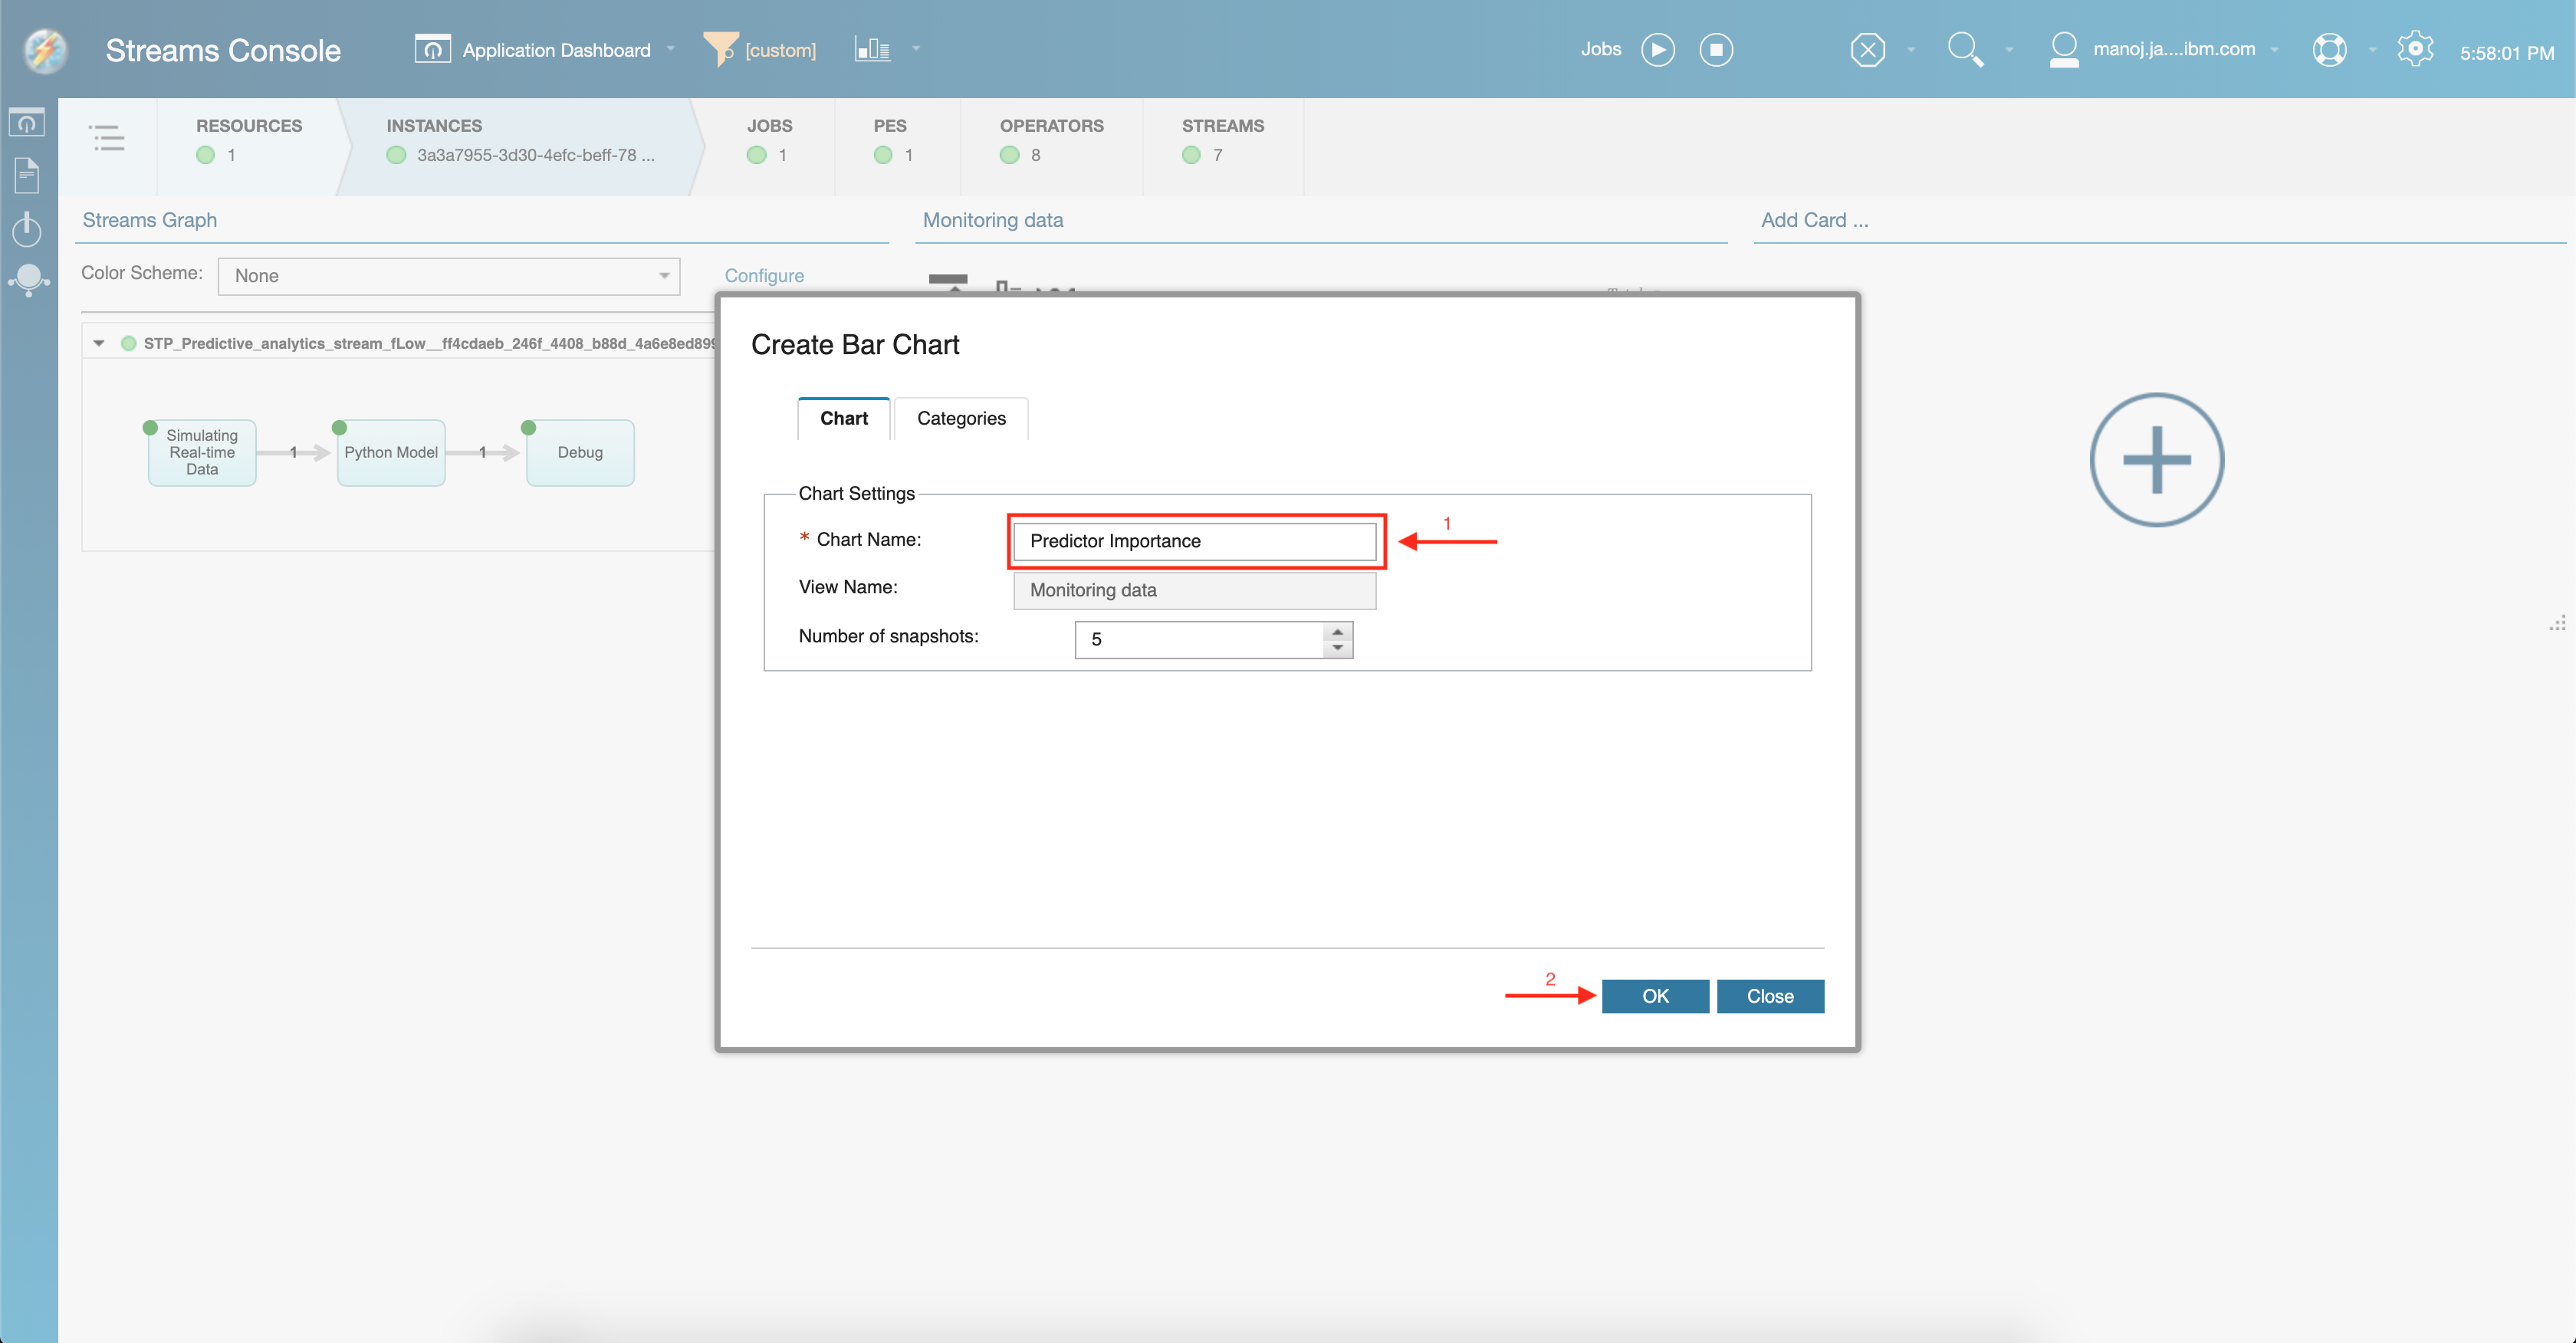 Streams Console
Application Dashboard
[custom]
Jobs
manoj.ja....ibm.com
5:58:01 PM
RESOURCES
1
INSTANCES
3a3a7955-3d30-4efc-beff-78 ...
JOBS
1
PES
1
OPERATORS
8
STREAMS
7
Streams Graph
Monitoring data
Add Card ...
Color Scheme:
None
Configure
STP_Predictive_analytics_stream_fLow__ff4cdaeb_246f_4408_b88d_4a6e8ed899
Simulating
Real-time
Data
1
Python Model
1
Debug
Create Bar Chart
Chart
Categories
Chart Settings
* Chart Name:
Predictor Importance
1
View Name:
Monitoring data
Number of snapshots:
5
2
OK
Close